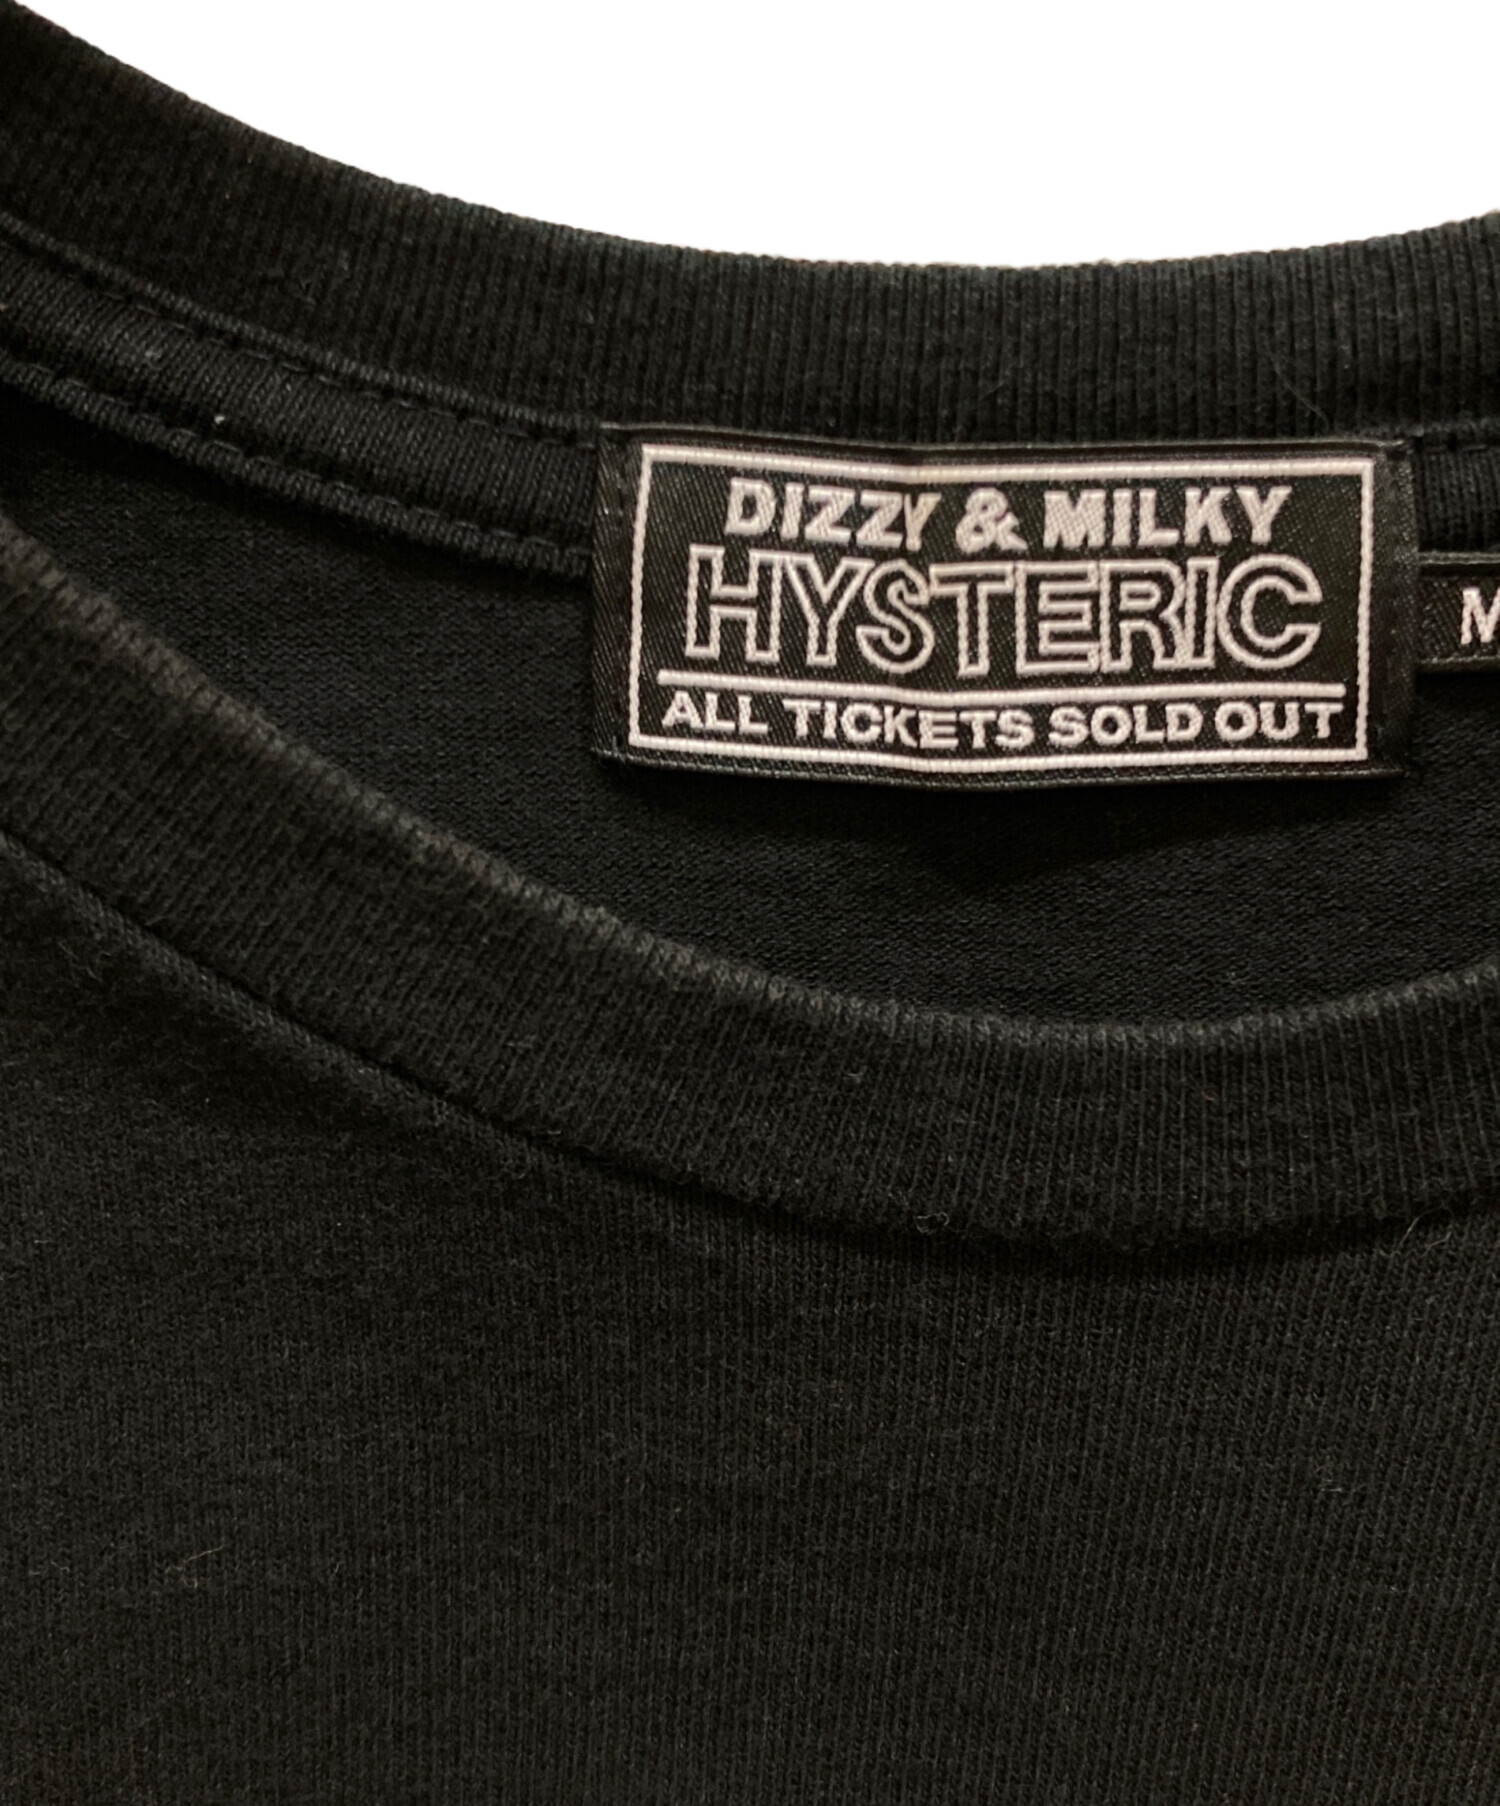 DIZZY & MILKY
HYSTERIC
ALL TICKETS SOLD OUT
M